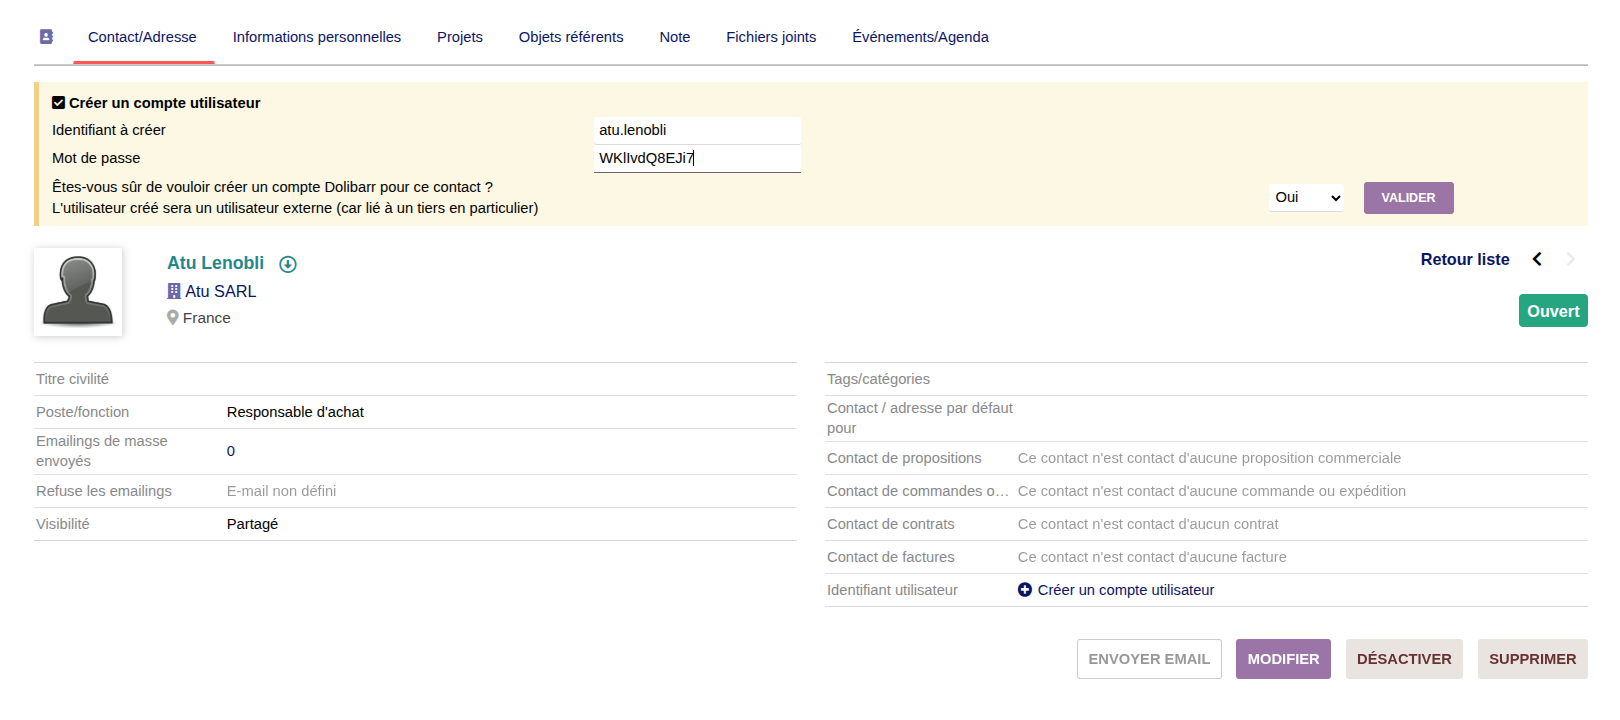 Contact/Adresse Informations personnelles Projets Objets référents Note Fichiers joints Événements/Agenda
Créer un compte utilisateur
Identifiant à créer atu.lenobli
Mot de passe WKlIvdQ8EJi7
Êtes-vous sûr de vouloir créer un compte Dolibarr pour ce contact ?
L'utilisateur créé sera un utilisateur externe (car lié à un tiers en particulier)
Oui VALIDER
Atu Lenobli
Retour liste
Atu SARL
France
Ouvert
Titre civilité
Poste/fonction Responsable d'achat
Emailings de masse
envoyés 0
Refuse les emailings E-mail non défini
Visibilité Partagé
Tags/catégories
Contact / adresse par défaut
pour
Contact de propositions Ce contact n'est contact d'aucune proposition commerciale
Contact de commandes o… Ce contact n'est contact d'aucune commande ou expédition
Contact de contrats Ce contact n'est contact d'aucun contrat
Contact de factures Ce contact n'est contact d'aucune facture
Identifiant utilisateur Créer un compte utilisateur
ENVOYER EMAIL MODIFIER DÉSACTIVER SUPPRIMER